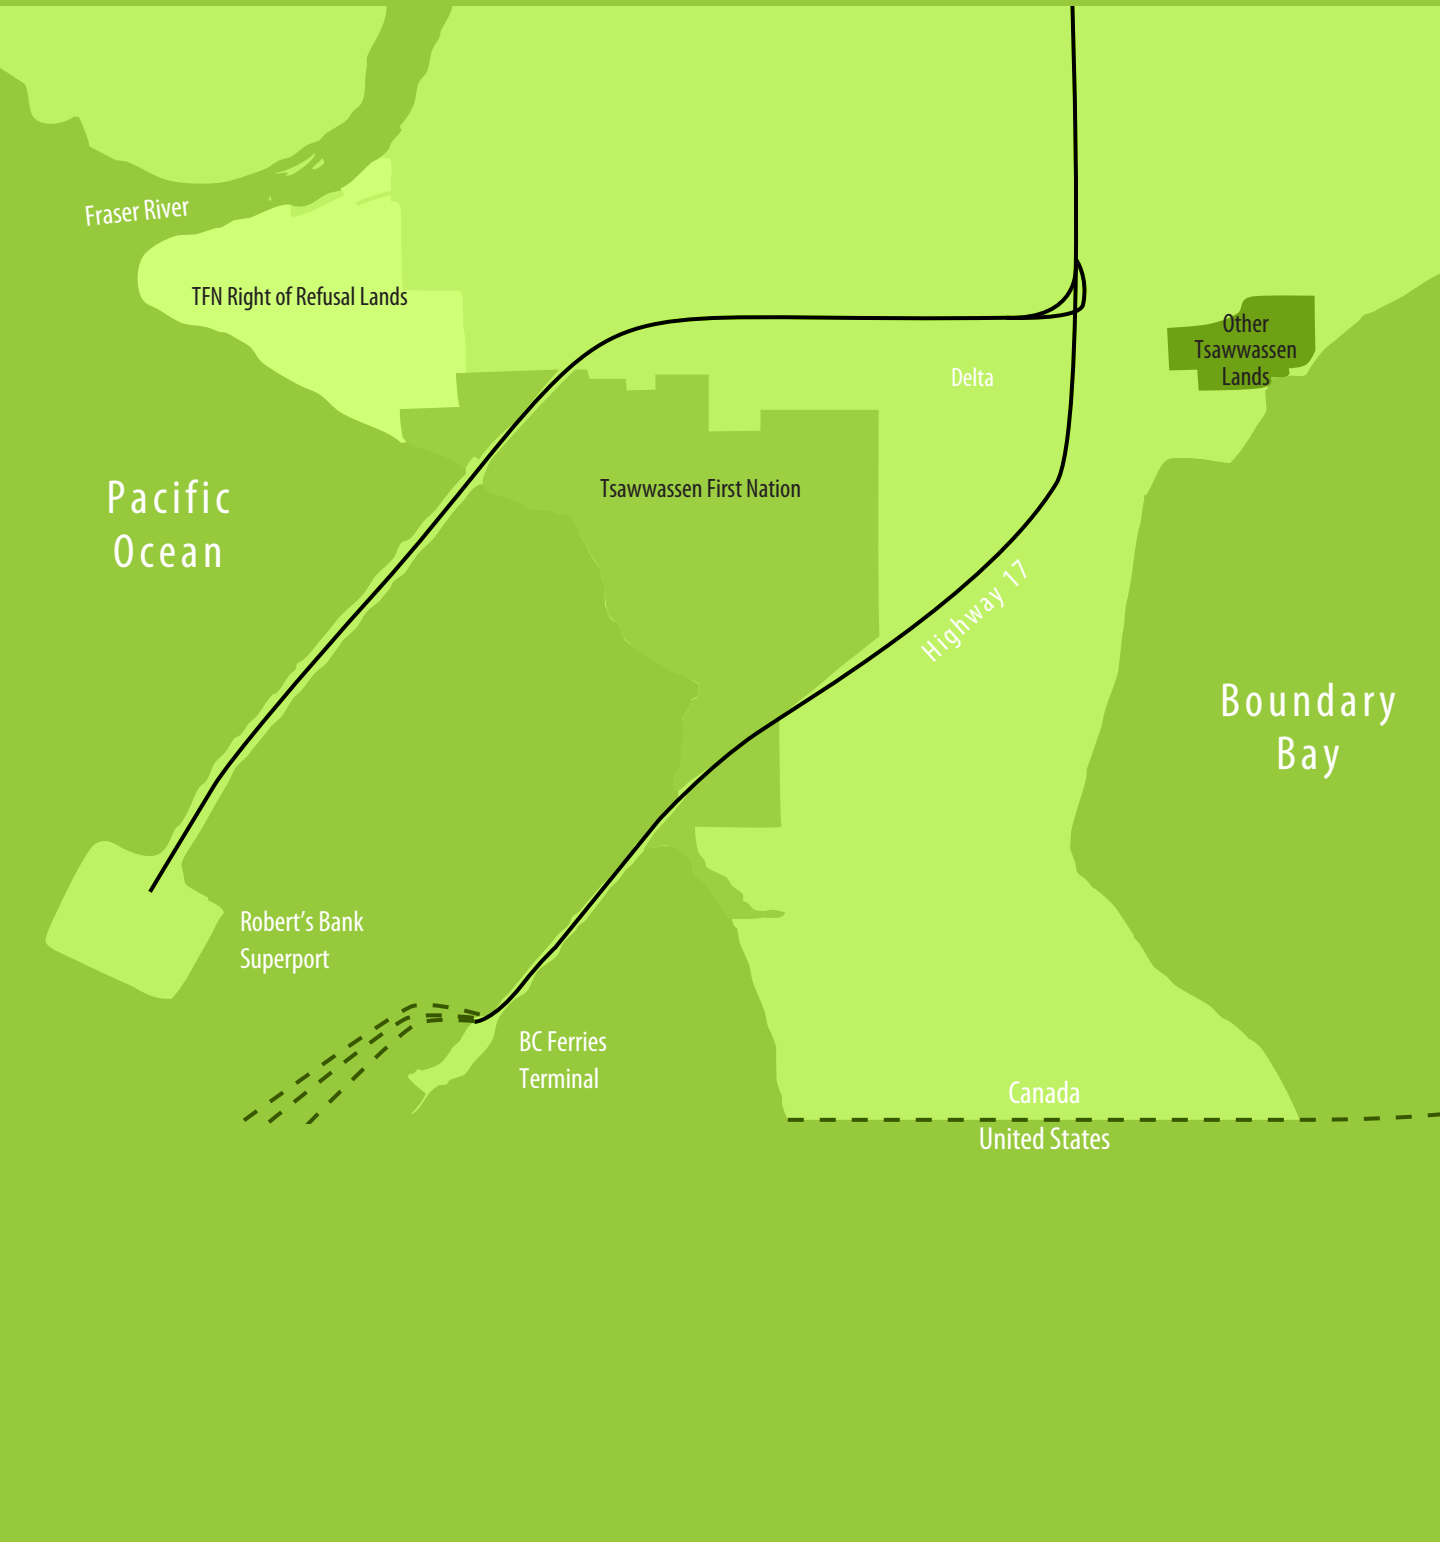 Fraser River
TFN Right of Refusal Lands
Other
Tsawwassen
Lands
Delta
Pacific
Ocean
Tsawwassen First Nation
Highway 17
Boundary
Bay
Robert’s Bank
Superport
BC Ferries
Terminal
Canada
United States